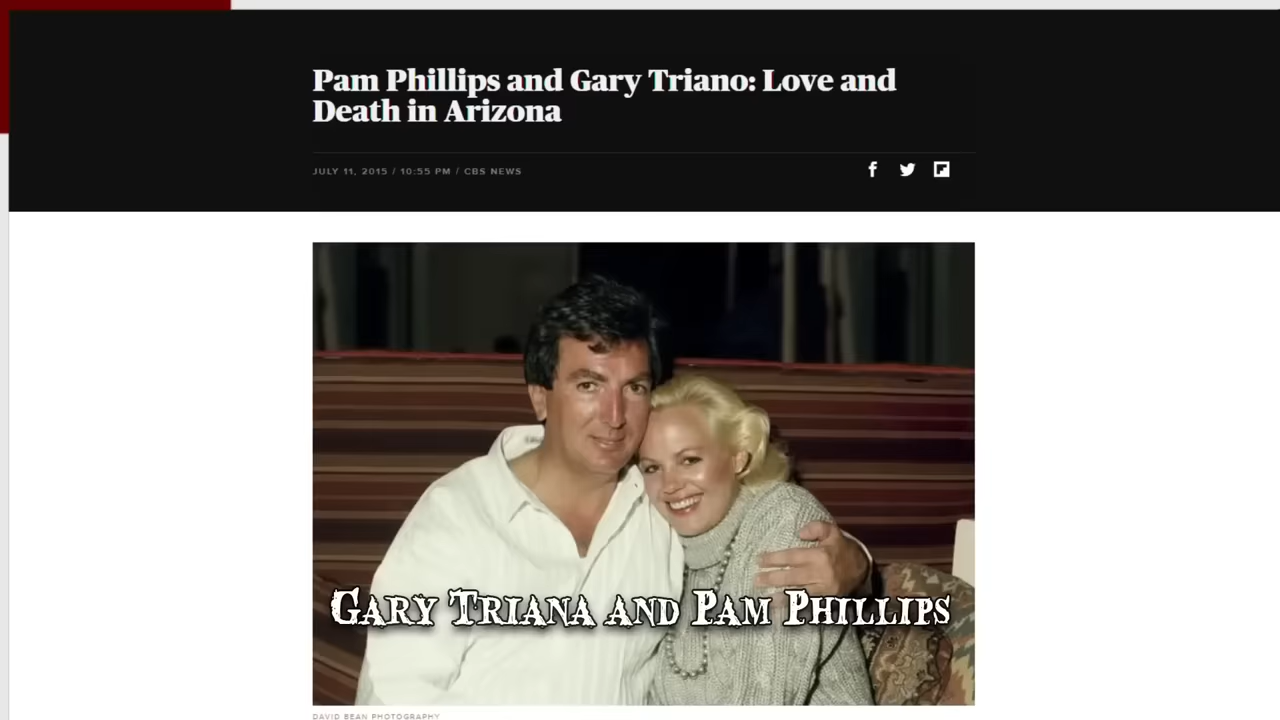 Pam Phillips and Gary Triano: Love and
Death in Arizona
JULY 11, 2015 / 10:55 PM / CBS NEWS
GARY TRIANA AND PAM PHILLIPS
DAVID BEAN PHOTOGRAPHY